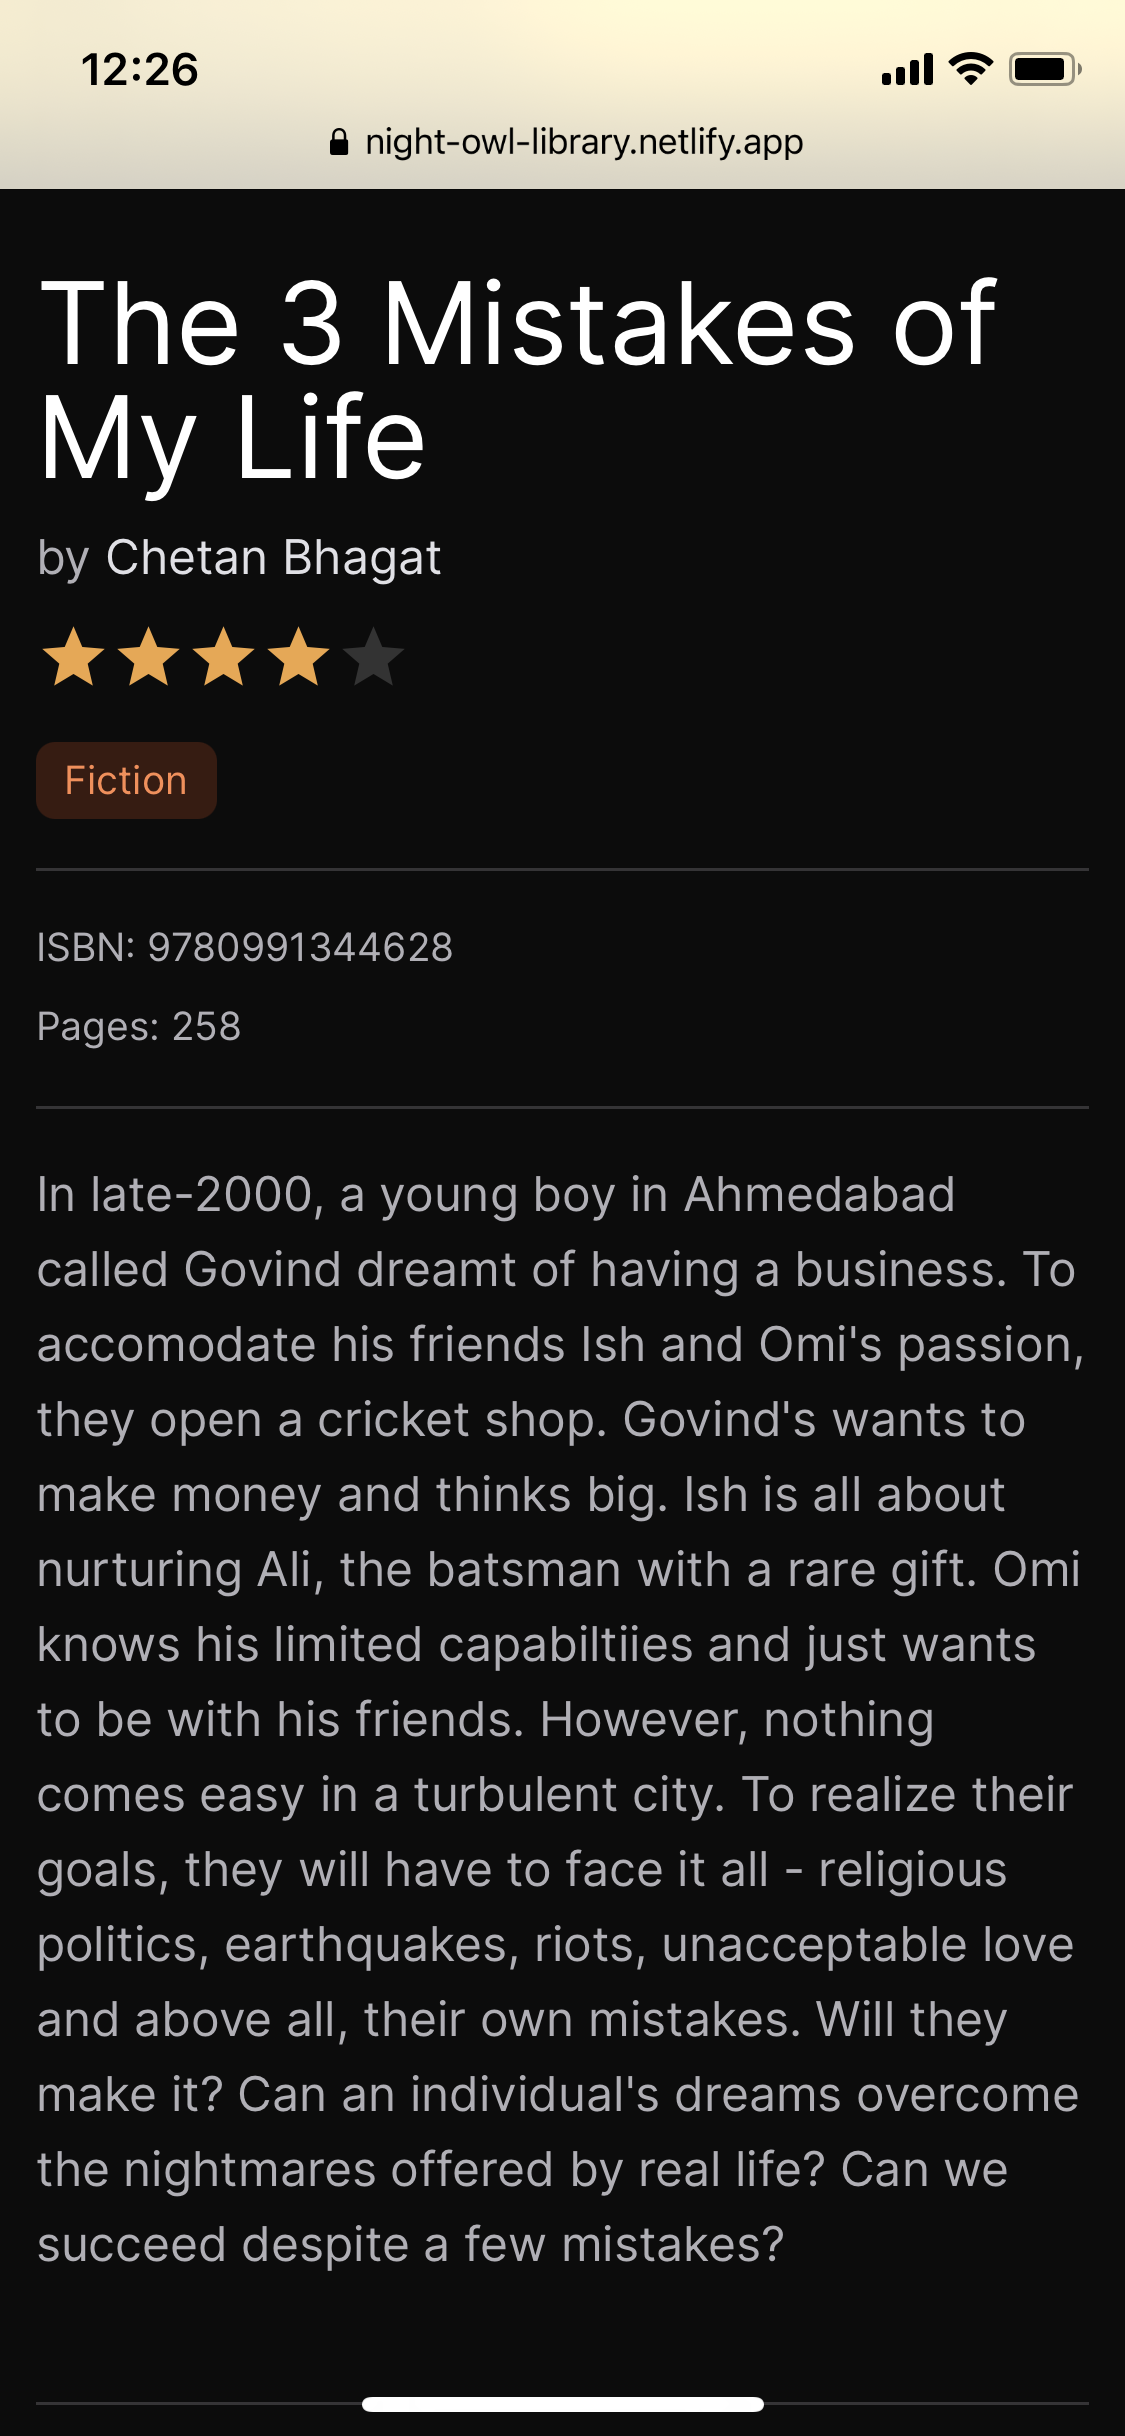 12:26
night-owl-library.netlify.app
The 3 Mistakes of
My Life
by Chetan Bhagat
Fiction
ISBN: 9780991344628
Pages: 258
In late-2000, a young boy in Ahmedabad
called Govind dreamt of having a business. To
accomodate his friends Ish and Omi's passion,
they open a cricket shop. Govind's wants to
make money and thinks big. Ish is all about
nurturing Ali, the batsman with a rare gift. Omi
knows his limited capabiltiies and just wants
to be with his friends. However, nothing
comes easy in a turbulent city. To realize their
goals, they will have to face it all - religious
politics, earthquakes, riots, unacceptable love
and above all, their own mistakes. Will they
make it? Can an individual's dreams overcome
the nightmares offered by real life? Can we
succeed despite a few mistakes?